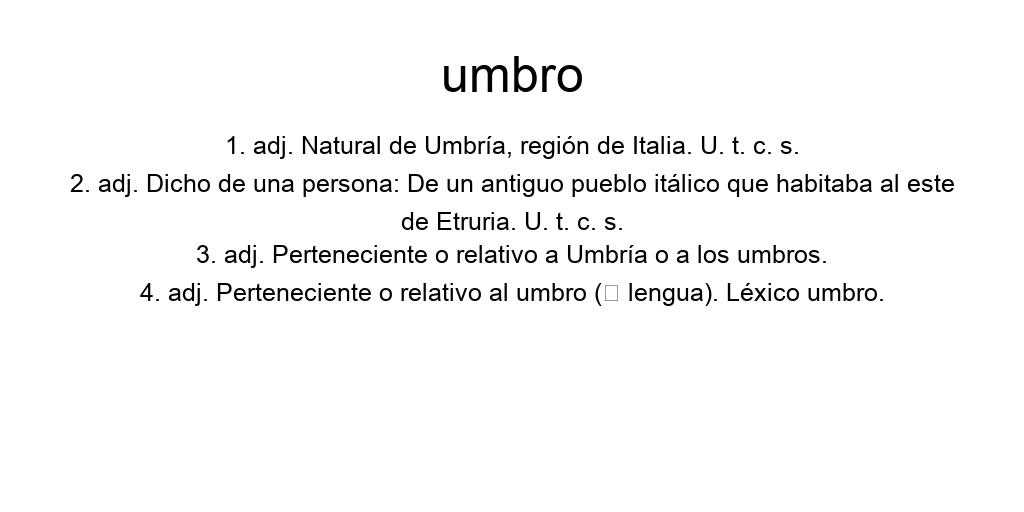 umbro
1. adj. Natural de Umbría, región de Italia. U. t. c. s.
2. adj. Dicho de una persona: De un antiguo pueblo itálico que habitaba al este
de Etruria. U. t. c. s.
3. adj. Perteneciente o relativo a Umbría o a los umbros.
4. adj. Perteneciente o relativo al umbro (□ lengua). Léxico umbro.